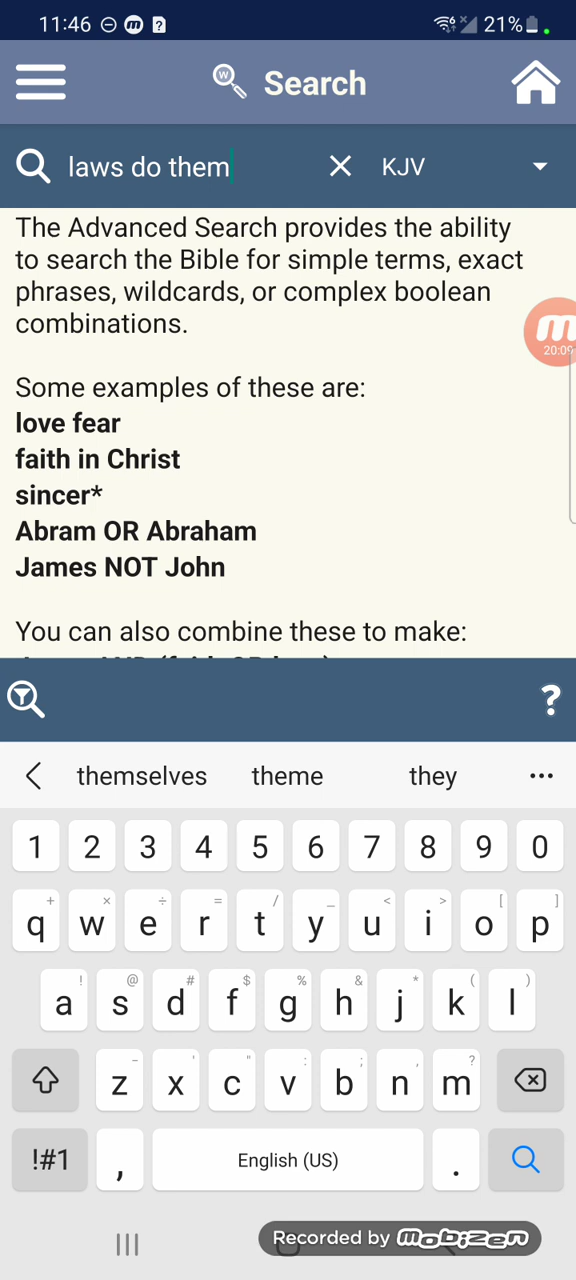 11:46 21%
Search
laws do them KJV
The Advanced Search provides the ability
to search the Bible for simple terms, exact
phrases, wildcards, or complex boolean
combinations.
20:09
Some examples of these are:
love fear
faith in Christ
sincer*
Abram OR Abraham
James NOT John
You can also combine these to make:
?
themselves theme they ...
1 2 3 4 5 6 7 8 9 0
+ × ÷ = / _ < > [ ]
q w e r t y u i o p
! @ # $ % & * ( )
a s d f g h j k l
- ' " : ; , ?
z x c v b n m
!#1 , English (US) .
Recorded by mobizen